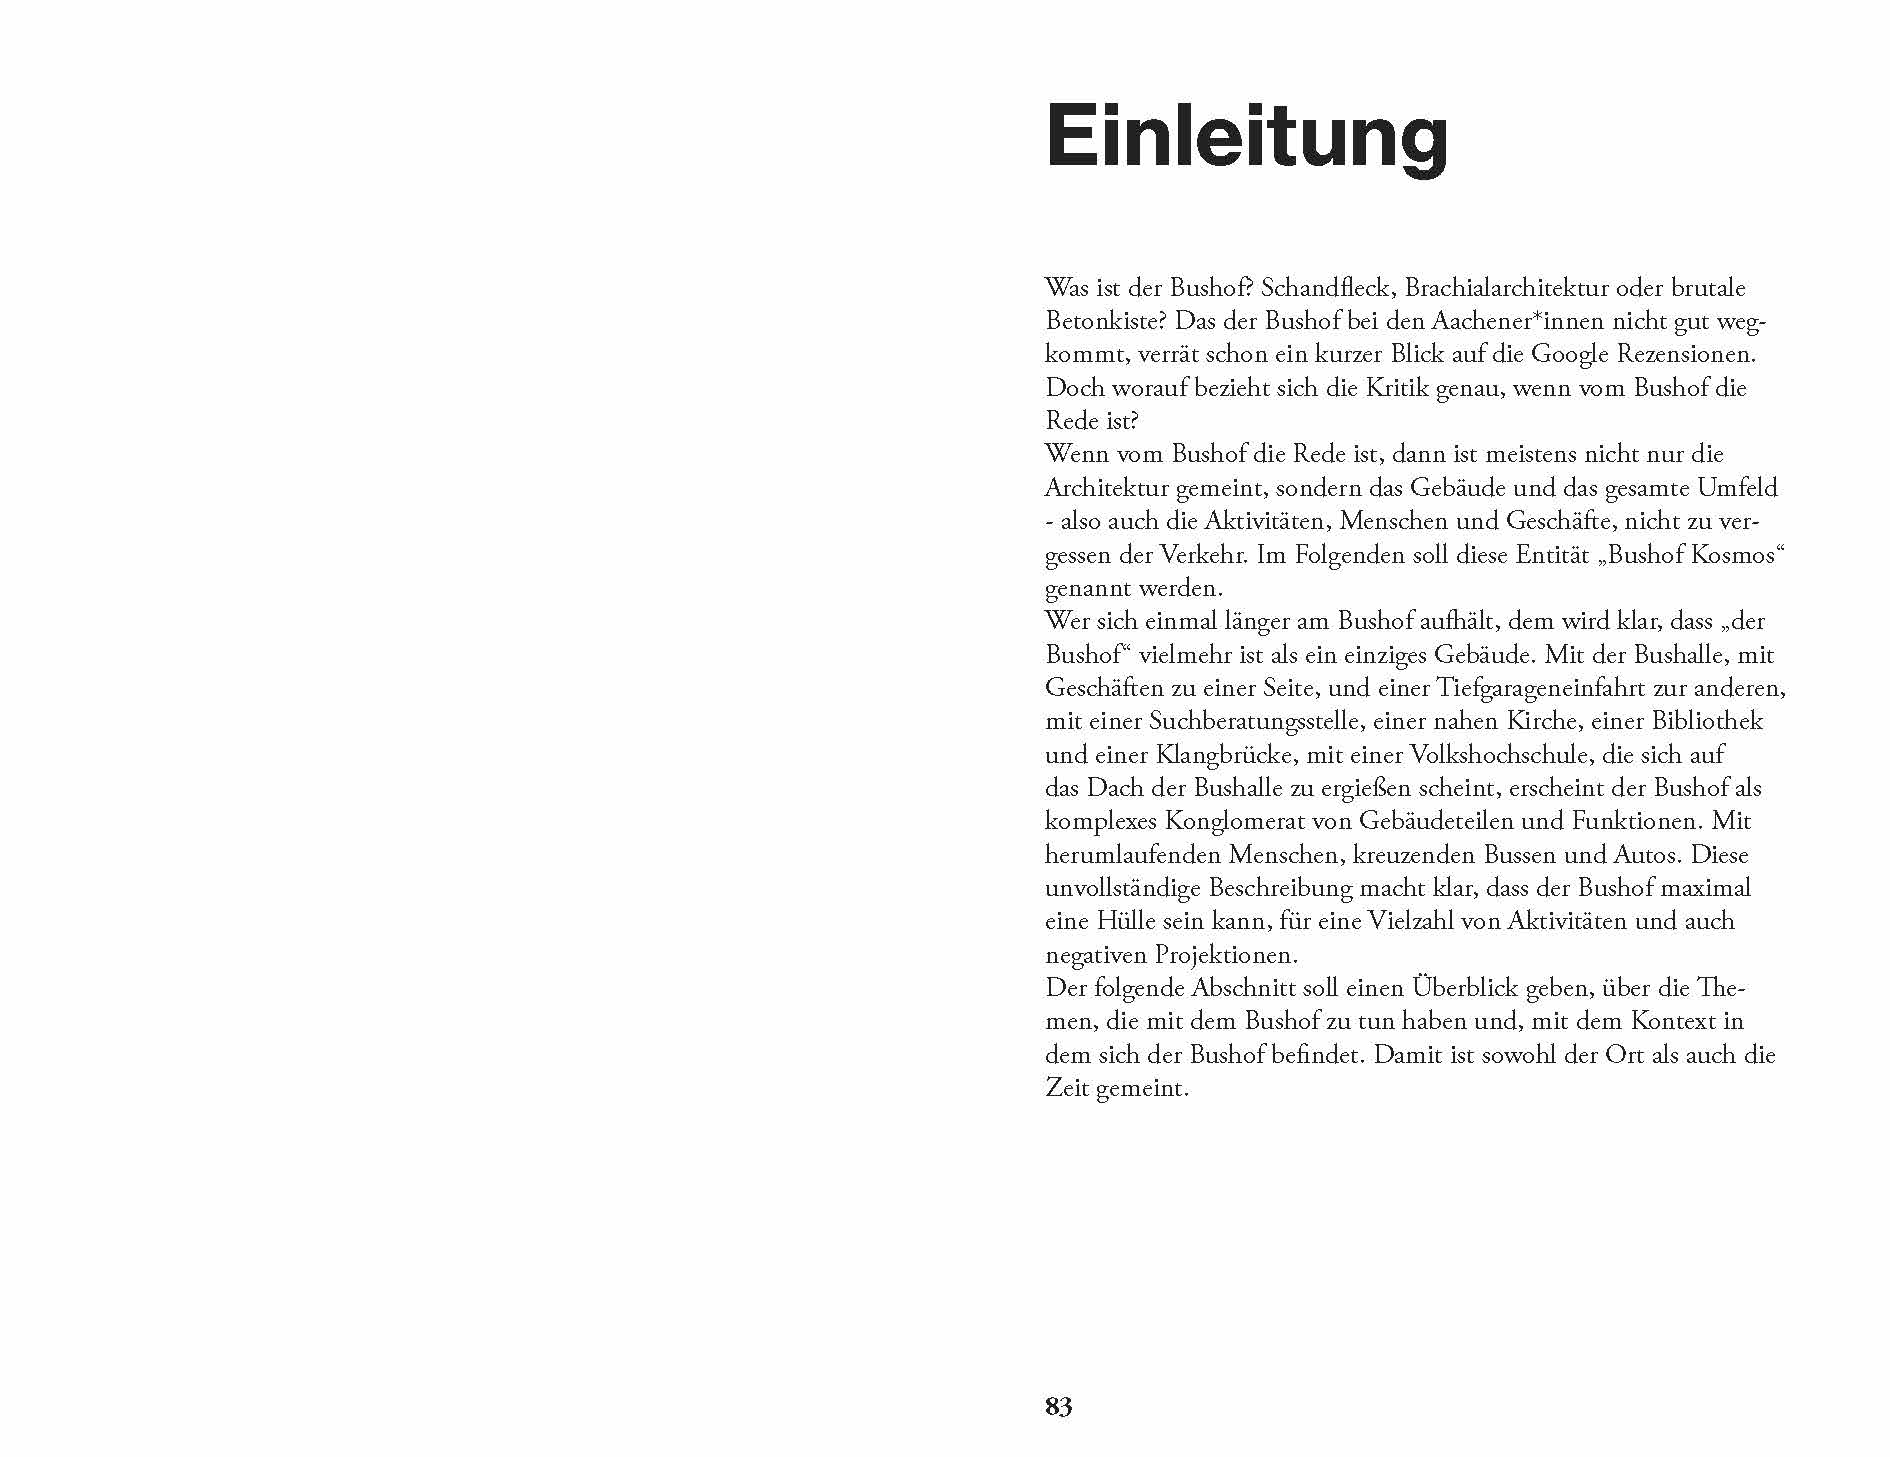 Einleitung
Was ist der Bushof? Schandfleck, Brachialarchitektur oder brutale
Betonkiste? Das der Bushof bei den Aachener*innen nicht gut weg-
kommt, verrät schon ein kurzer Blick auf die Google Rezensionen.
Doch worauf bezieht sich die Kritik genau, wenn vom Bushof die
Rede ist?
Wenn vom Bushof die Rede ist, dann ist meistens nicht nur die
Architektur gemeint, sondern das Gebäude und das gesamte Umfeld
- also auch die Aktivitäten, Menschen und Geschäfte, nicht zu ver-
gessen der Verkehr. Im Folgenden soll diese Entität „Bushof Kosmos“
genannt werden.
Wer sich einmal länger am Bushof aufhält, dem wird klar, dass „der
Bushof“ vielmehr ist als ein einziges Gebäude. Mit der Bushalle, mit
Geschäften zu einer Seite, und einer Tiefgarageneinfahrt zur anderen,
mit einer Suchberatungsstelle, einer nahen Kirche, einer Bibliothek
und einer Klangbrücke, mit einer Volkshochschule, die sich auf
das Dach der Bushalle zu ergießen scheint, erscheint der Bushof als
komplexes Konglomerat von Gebäudeteilen und Funktionen. Mit
herumlaufenden Menschen, kreuzenden Bussen und Autos. Diese
unvollständige Beschreibung macht klar, dass der Bushof maximal
eine Hülle sein kann, für eine Vielzahl von Aktivitäten und auch
negativen Projektionen.
Der folgende Abschnitt soll einen Überblick geben, über die The-
men, die mit dem Bushof zu tun haben und, mit dem Kontext in
dem sich der Bushof befindet. Damit ist sowohl der Ort als auch die
Zeit gemeint.
83